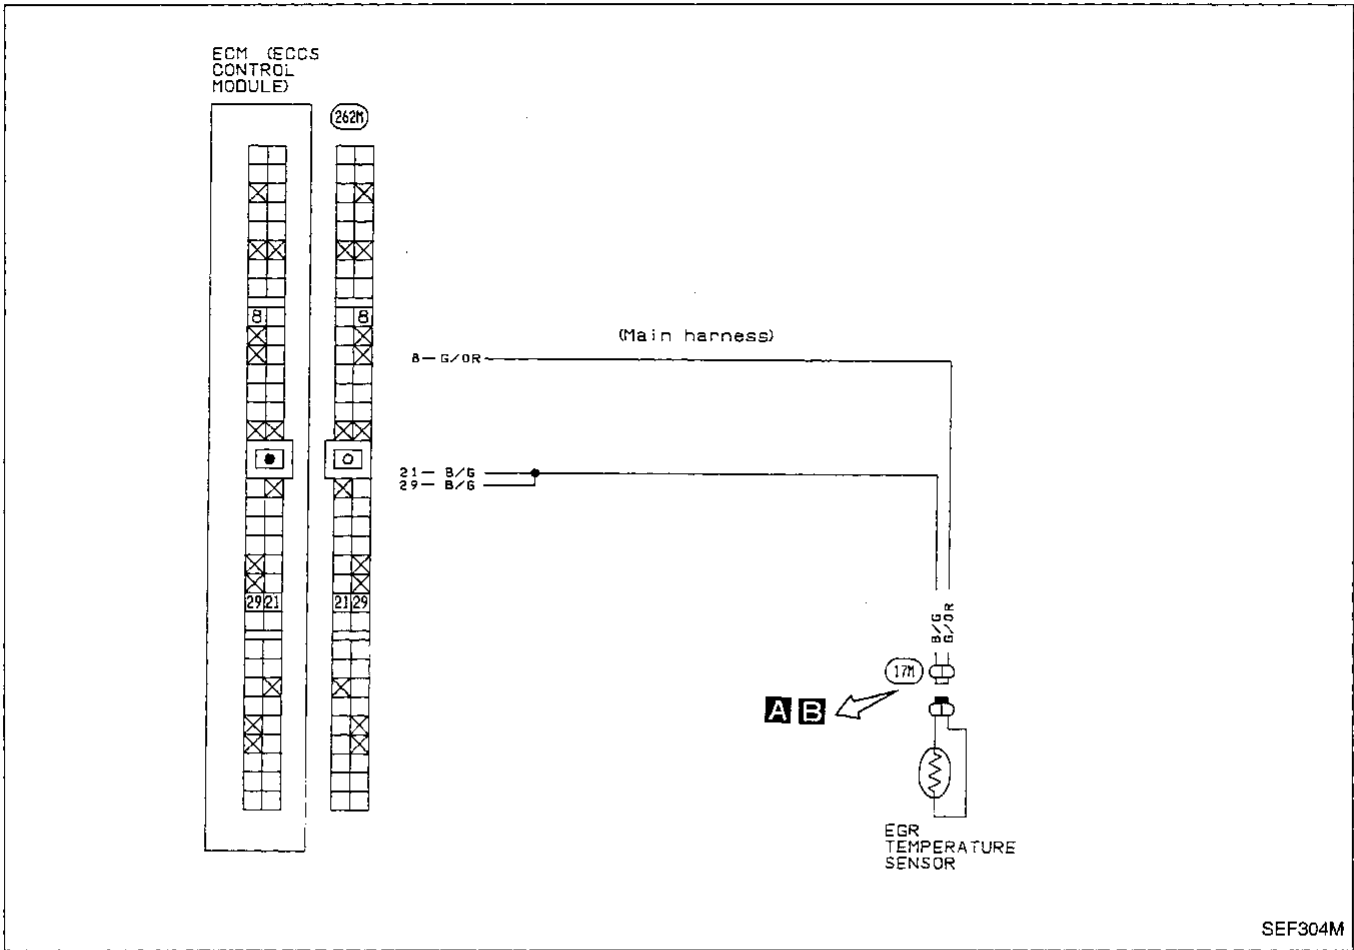 ECM (ECCS
CONTROL
MODULE)
262M
8 8
(Main harness)
8— G/OR
21— B/G
29— B/G
29 21 21 29
B/G
G/OR
17M
A B
EGR
TEMPERATURE
SENSOR
SEF304M